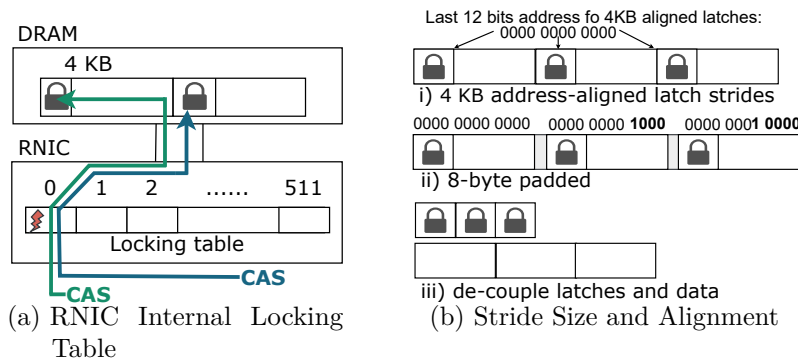 DRAM
4 KB
RNIC
0 1 2 ...... 511
Locking table
CAS
CAS
(a) RNIC Internal Locking
Table
Last 12 bits address fo 4KB aligned latches:
0000 0000 0000
i) 4 KB address-aligned latch strides
0000 0000 0000 0000 0000 1000 0000 0001 0000
ii) 8-byte padded
iii) de-couple latches and data
(b) Stride Size and Alignment